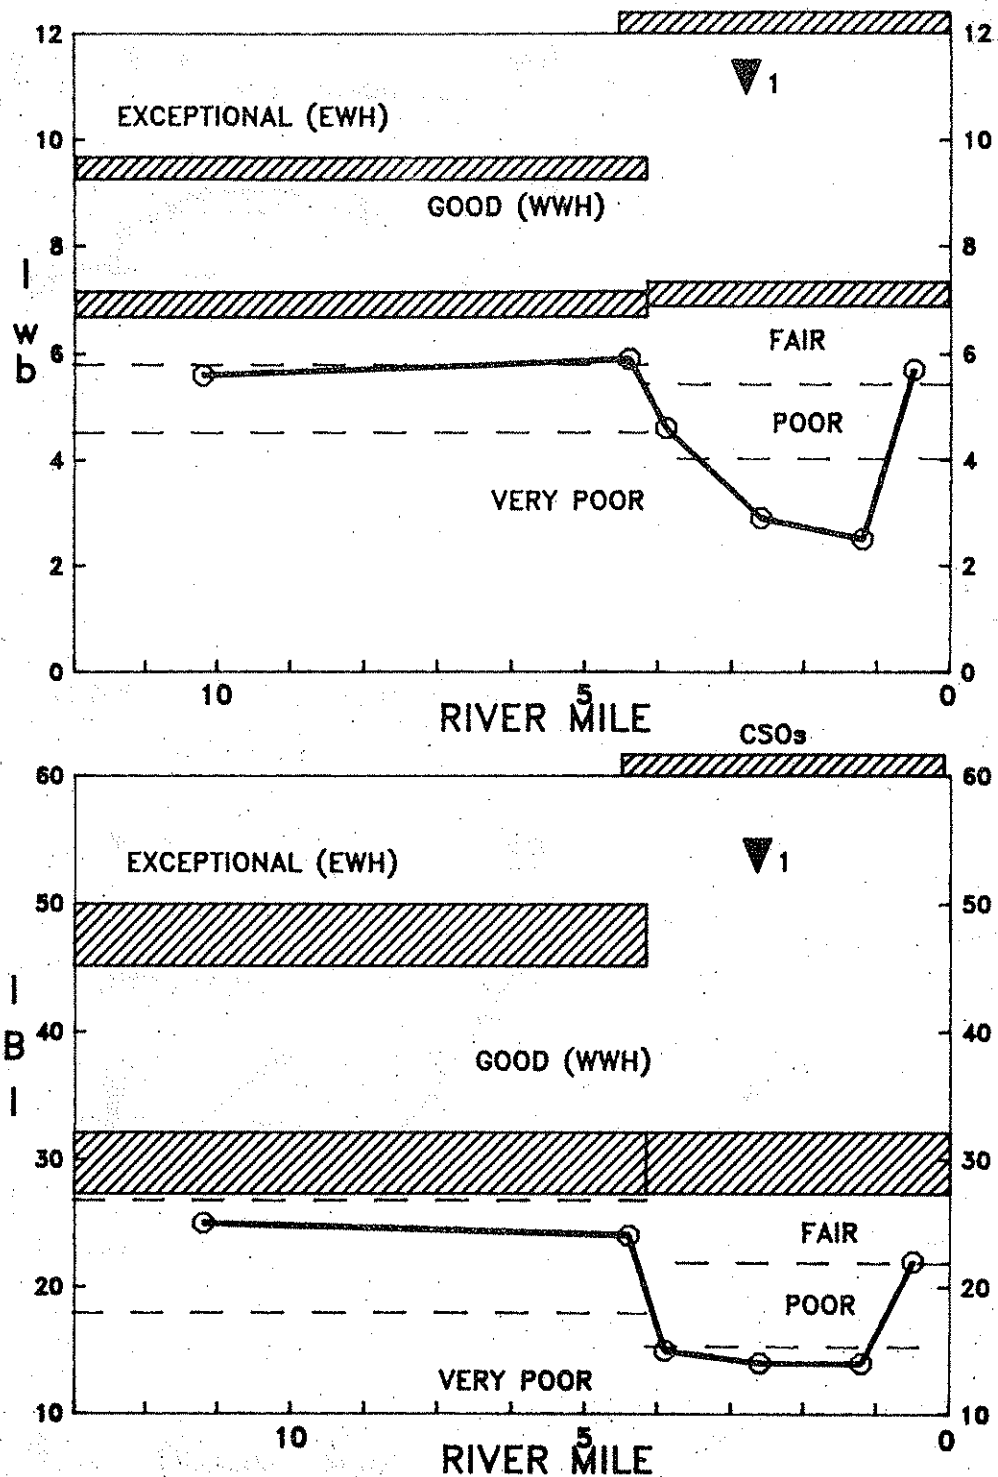 12 12
1
EXCEPTIONAL (EWH)
10 10
GOOD (WWH)
8 8
I
w
b
FAIR
6 6
POOR
4 4
VERY POOR
2 2
0 0
10 5 0
RIVER MILE
CSOs
60 60
EXCEPTIONAL (EWH)
1
50 50
I
B
I
40 40
GOOD (WWH)
30 30
FAIR
20 20
POOR
VERY POOR
10 10
10 5 0
RIVER MILE